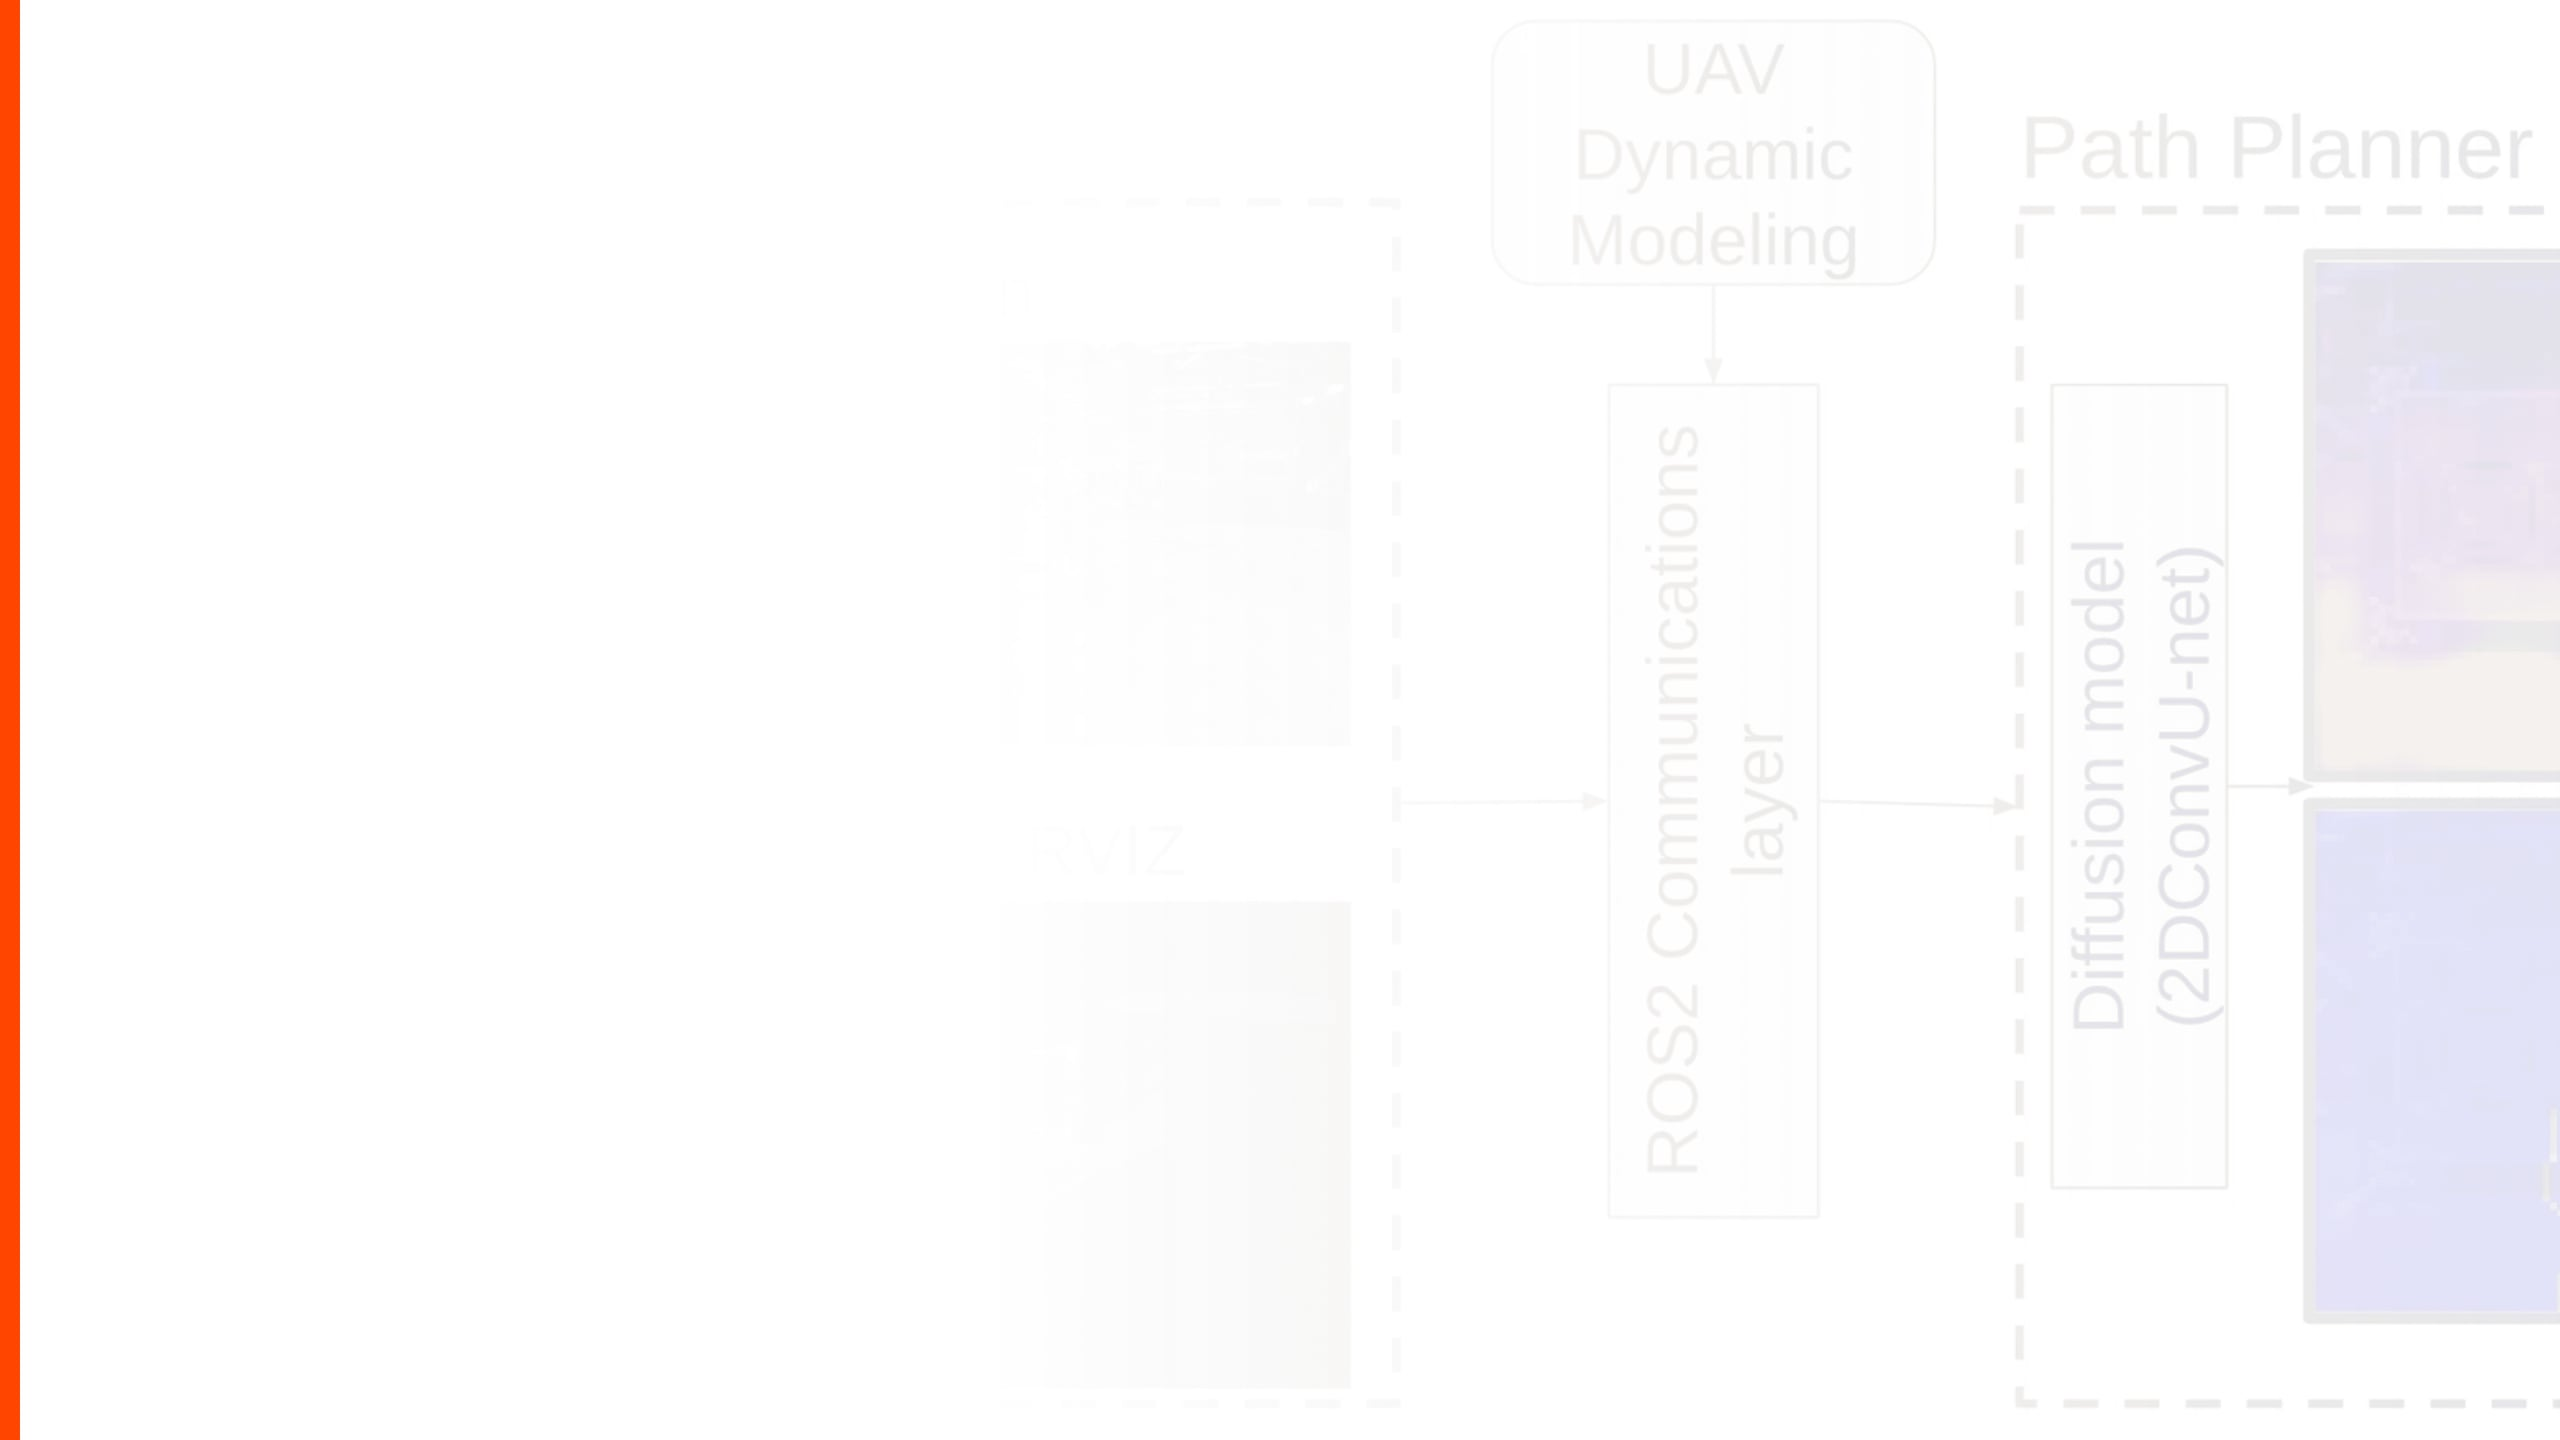 UAV
Dynamic
Modeling
Path Planner
RVIZ
ROS2 Communications
layer
Diffusion model
(2DConvU-net)